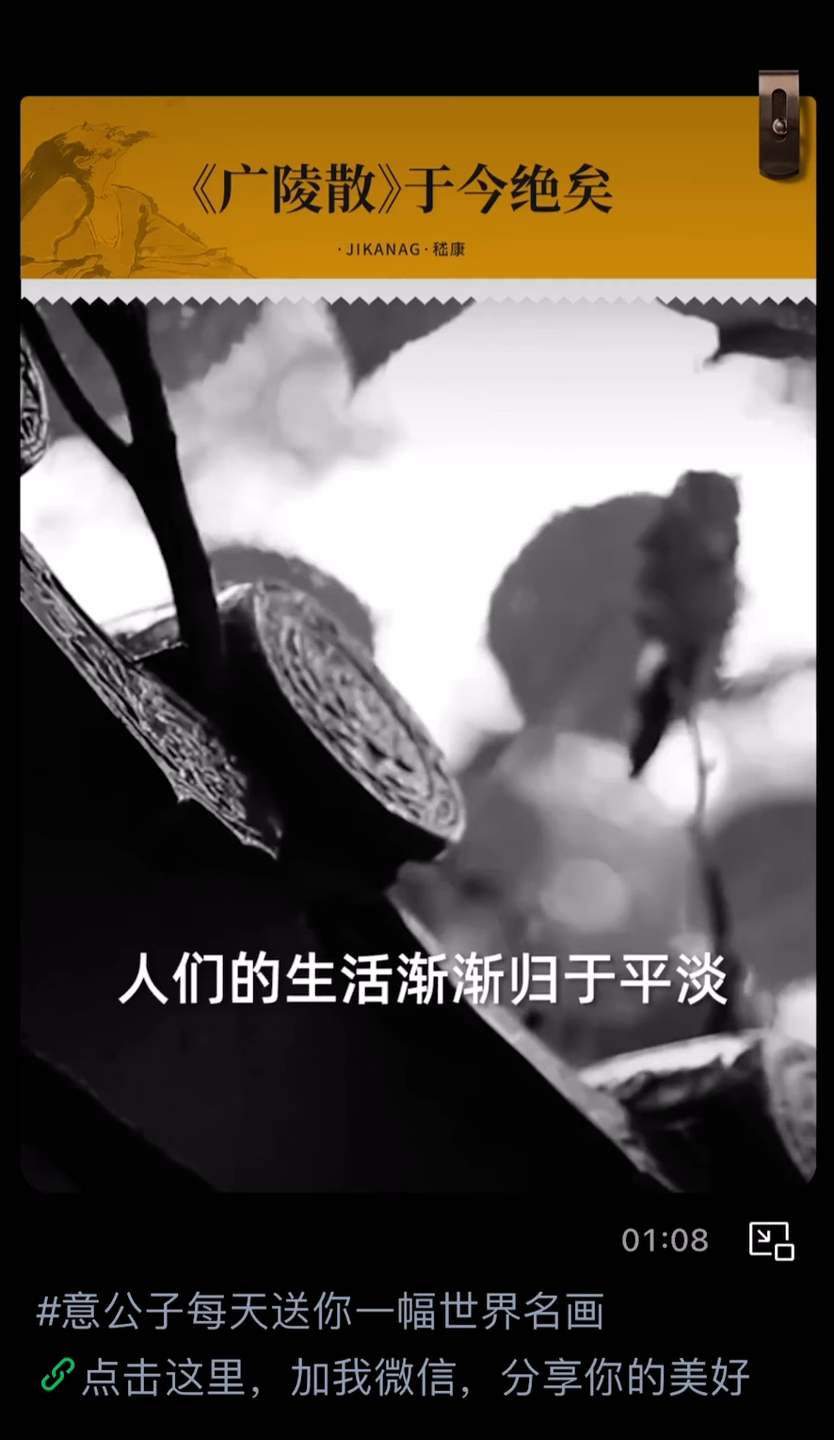 《广陵散》于今绝矣
·JIKANAG·嵇康
人们的生活渐渐归于平淡
01:08
#意公子每天送你一幅世界名画
点击这里，加我微信，分享你的美好